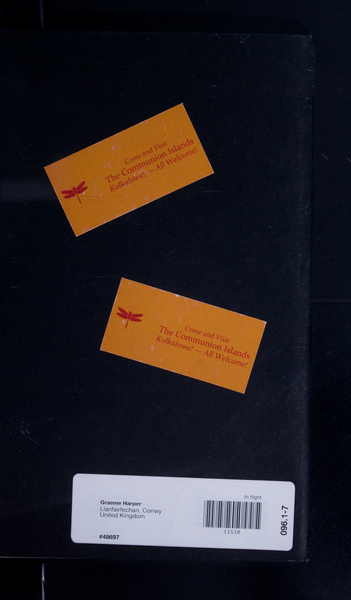 Come and Visit
The Communion Islands
Kolkalowa! — All Welcome!
Come and Visit
The Communion Islands
Kolkalowa! — All Welcome!
Graeme Harper
Llanfairfechan, Conwy
United Kingdom
#48697
In flight
11538
096.1-7